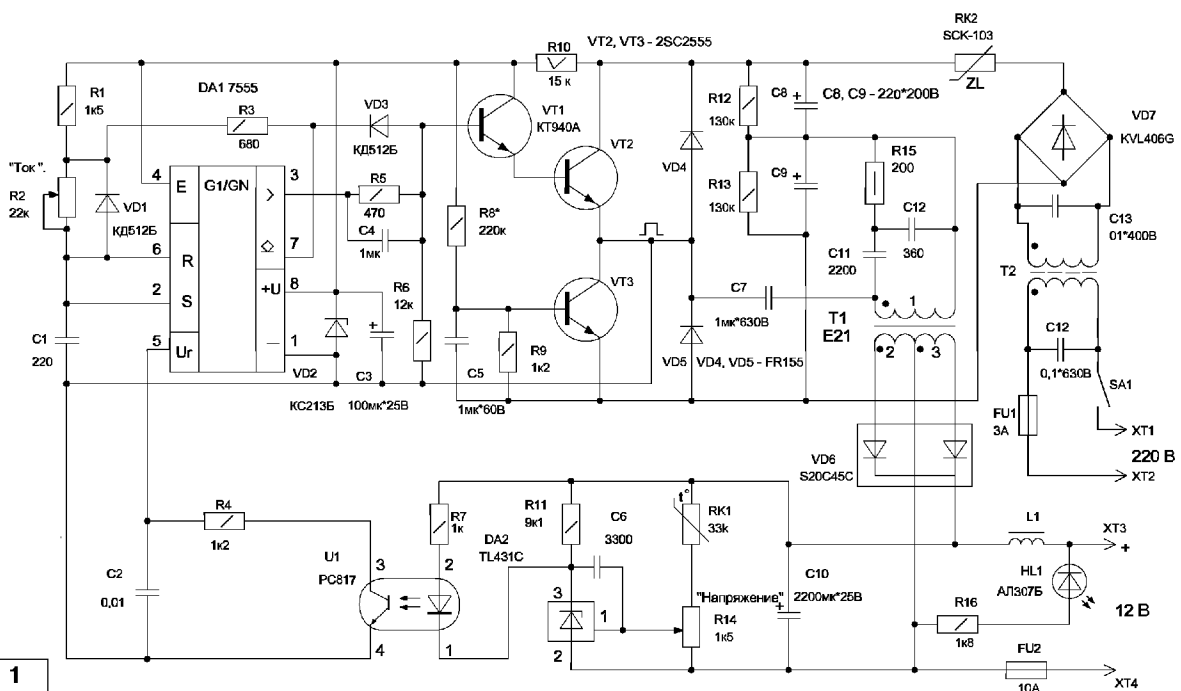 RK2
SCK-103
ZL
R10
15 к
VT2, VT3 - 2SC2555
DA1 7555
R1
1к5
R3
680
VD3
КД512Б
VT1
КТ940А
R12
130к
C8
+
C8, C9 - 220*200В
VD7
KVL406G
VT2
VD4
R15
200
"Ток".
R2
22к
4
E
G1/GN
3
R5
470
VD1
КД512Б
R13
130к
C9
+
R8*
220к
C4
1мк
7
6
R
C12
360
C13
01*400В
C11
2200
T2
2
S
+U
8
R6
12к
VT3
C7
1мк*630В
1
T1
E21
2
3
C1
220
5
Ur
1
VD2
КС213Б
+
C3
100мк*25В
C5
1мк*60В
R9
1к2
VD5
VD4, VD5 - FR155
C12
0,1*630В
SA1
FU1
3А
XT1
220 В
XT2
VD6
S20C45C
R4
1к2
R7
1к
R11
9к1
C6
3300
t°
RK1
33k
DA2
TL431C
L1
XT3
+
U1
PC817
3
2
C2
0,01
4
1
3
1
2
"Напряжение"
R14
1к5
C10
2200мк*25В
+
HL1
АЛ307Б
12 В
R16
1к8
FU2
10А
XT4
1